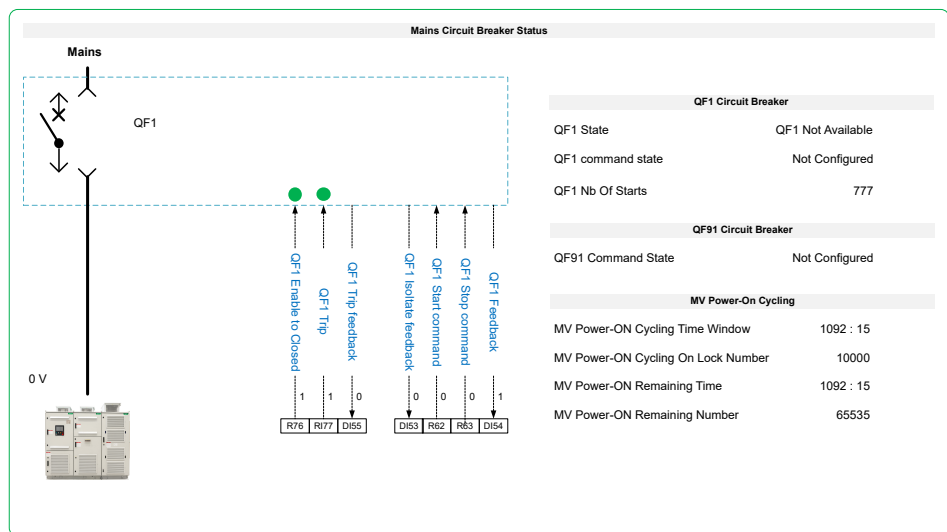 Mains Circuit Breaker Status
Mains
QF1
QF1 Circuit Breaker
QF1 State QF1 Not Available
QF1 command state Not Configured
QF1 Nb Of Starts 777
QF91 Circuit Breaker
QF91 Command State Not Configured
MV Power-On Cycling
MV Power-ON Cycling Time Window 1092 : 15
MV Power-ON Cycling On Lock Number 10000
MV Power-ON Remaining Time 1092 : 15
MV Power-ON Remaining Number 65535
QF1 Enable to Closed
QF1 Trip
QF1 Trip feedback
QF1 Isoltate feedback
QF1 Start command
QF1 Stop command
QF1 Feedback
0 V
1 1 0 0 0 0 1
R76 RI77 DI55 DI53 R62 R63 DI54